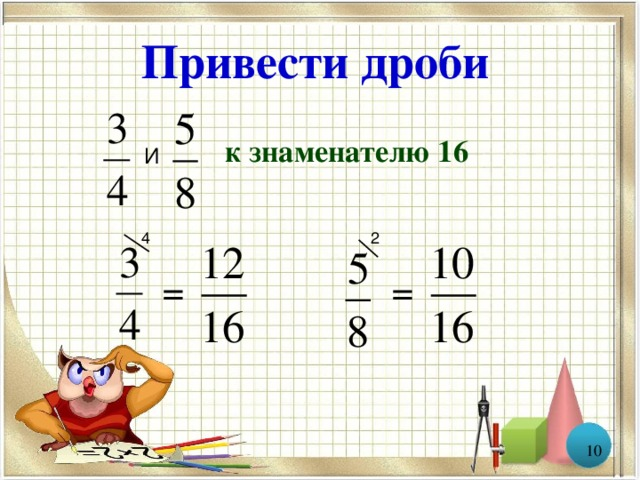 Привести дроби
3/4 и 5/8 к знаменателю 16
3/4 ⁄4 = 12/16 5/8 ⁄2 = 10/16
10